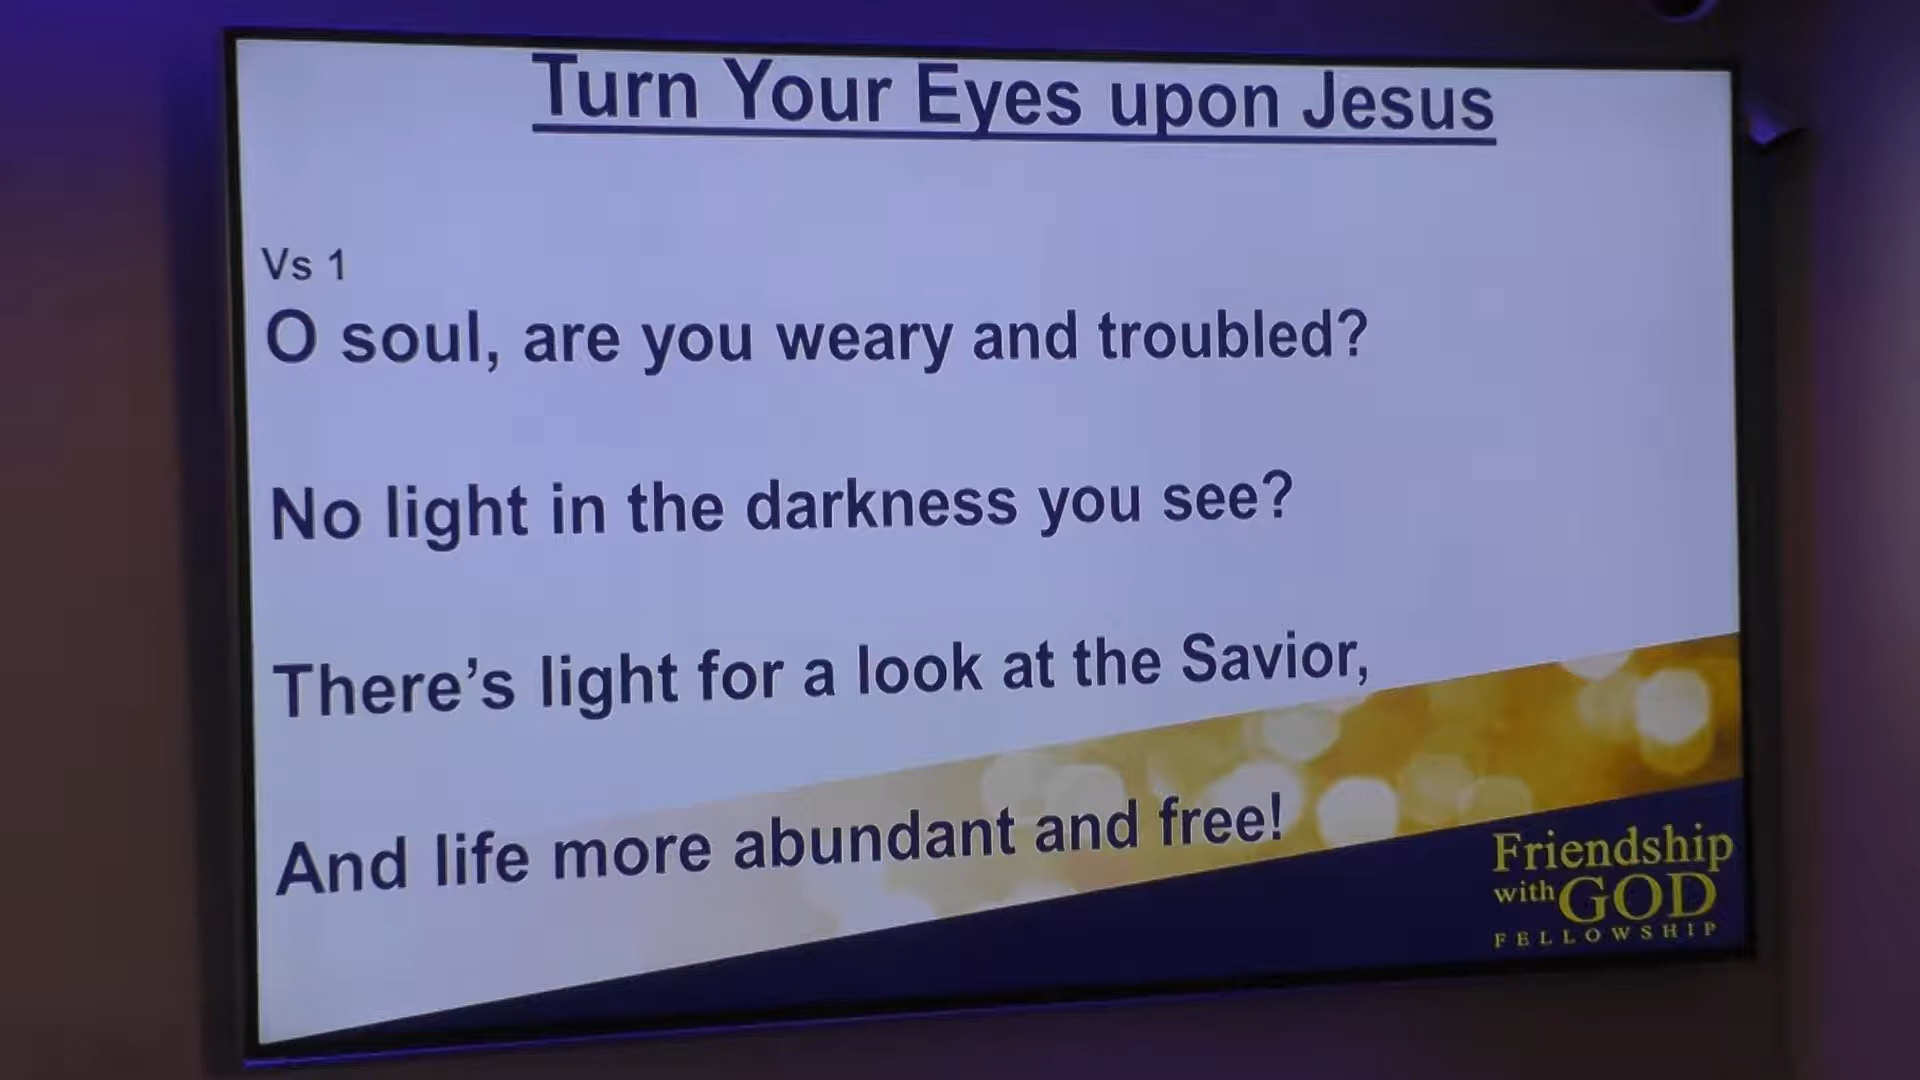 Turn Your Eyes upon Jesus
Vs 1
O soul, are you weary and troubled?
No light in the darkness you see?
There’s light for a look at the Savior,
And life more abundant and free!
Friendship
with GOD
FELLOWSHIP